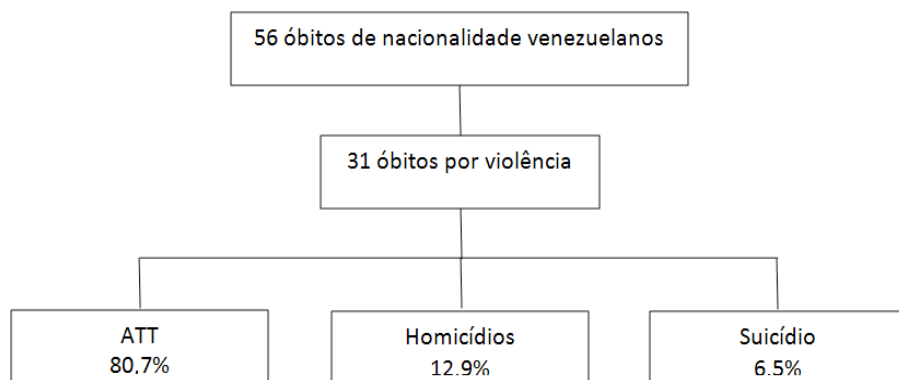 56 óbitos de nacionalidade venezuelanos
31 óbitos por violência
ATT
80,7%
Homicídios
12.9%
Suicídio
6.5%